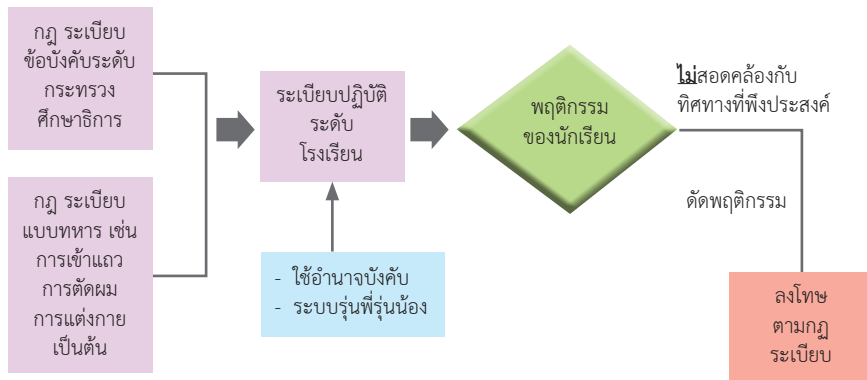 กฎ ระเบียบ
ข้อบังคับระดับ
กระทรวง
ศึกษาธิการ
กฎ ระเบียบ
แบบทหาร เช่น
การเข้าแถว
การตัดผม
การแต่งกาย
เป็นต้น
ระเบียบปฏิบัติ
ระดับ
โรงเรียน
- ใช้อำนาจบังคับ
- ระบบรุ่นพี่รุ่นน้อง
พฤติกรรม
ของนักเรียน
ไม่สอดคล้องกับ
ทิศทางที่พึงประสงค์
ดัดพฤติกรรม
ลงโทษ
ตามกฏ
ระเบียบ